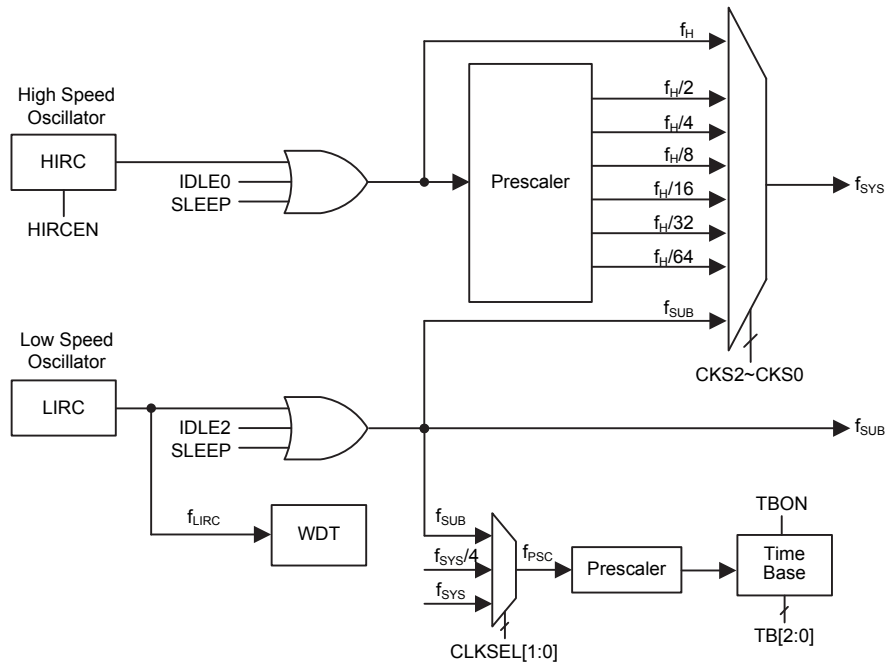 High Speed
Oscillator
HIRC
HIRCEN
IDLE0
SLEEP
Prescaler
fH
fH/2
fH/4
fH/8
fH/16
fH/32
fH/64
fSUB
fSYS
CKS2~CKS0
Low Speed
Oscillator
LIRC
IDLE2
SLEEP
fSUB
fLIRC
WDT
fSUB
fSYS/4
fSYS
CLKSEL[1:0]
fPSC
Prescaler
TBON
Time
Base
TB[2:0]